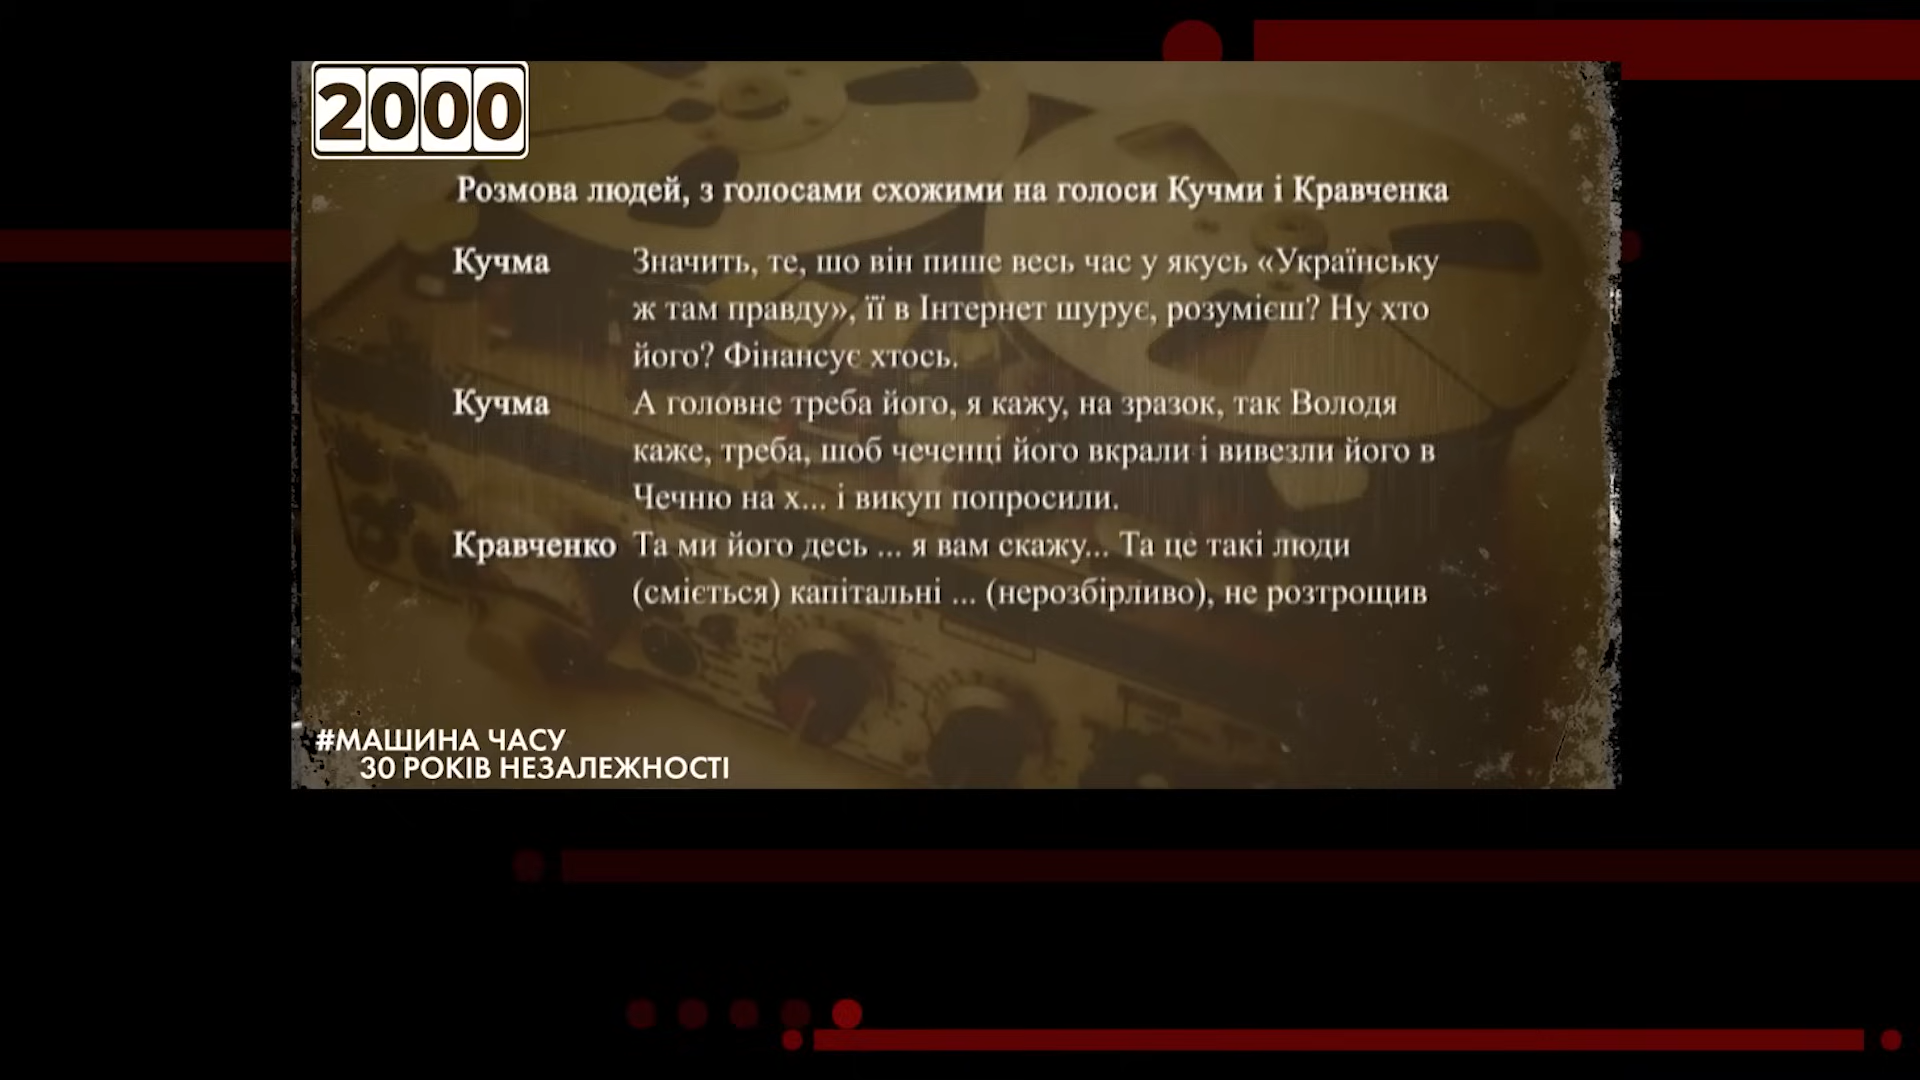 2000
Розмова людей, з голосами схожими на голоси Кучми і Кравченка
Кучма Значить, те, шо він пише весь час у якусь «Українську
ж там правду», її в Інтернет шурує, розумієш? Ну хто
його? Фінансує хтось.
Кучма А головне треба його, я кажу, на зразок, так Володя
каже, треба, шоб чеченці його вкрали і вивезли його в
Чечню на х... і викуп попросили.
Кравченко Та ми його десь ... я вам скажу... Та це такі люди
(сміється) капітальні ... (нерозбірливо), не розтрощив
#МАШИНА ЧАСУ
30 РОКІВ НЕЗАЛЕЖНОСТІ